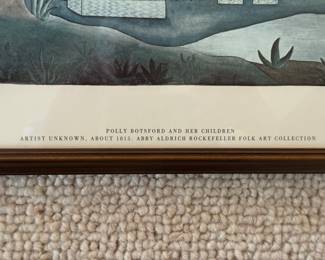 POLLY BOTSFORD AND HER CHILDREN
ARTIST UNKNOWN, ABOUT 1815. ABBY ALDRICH ROCKEFELLER FOLK ART COLLECTION